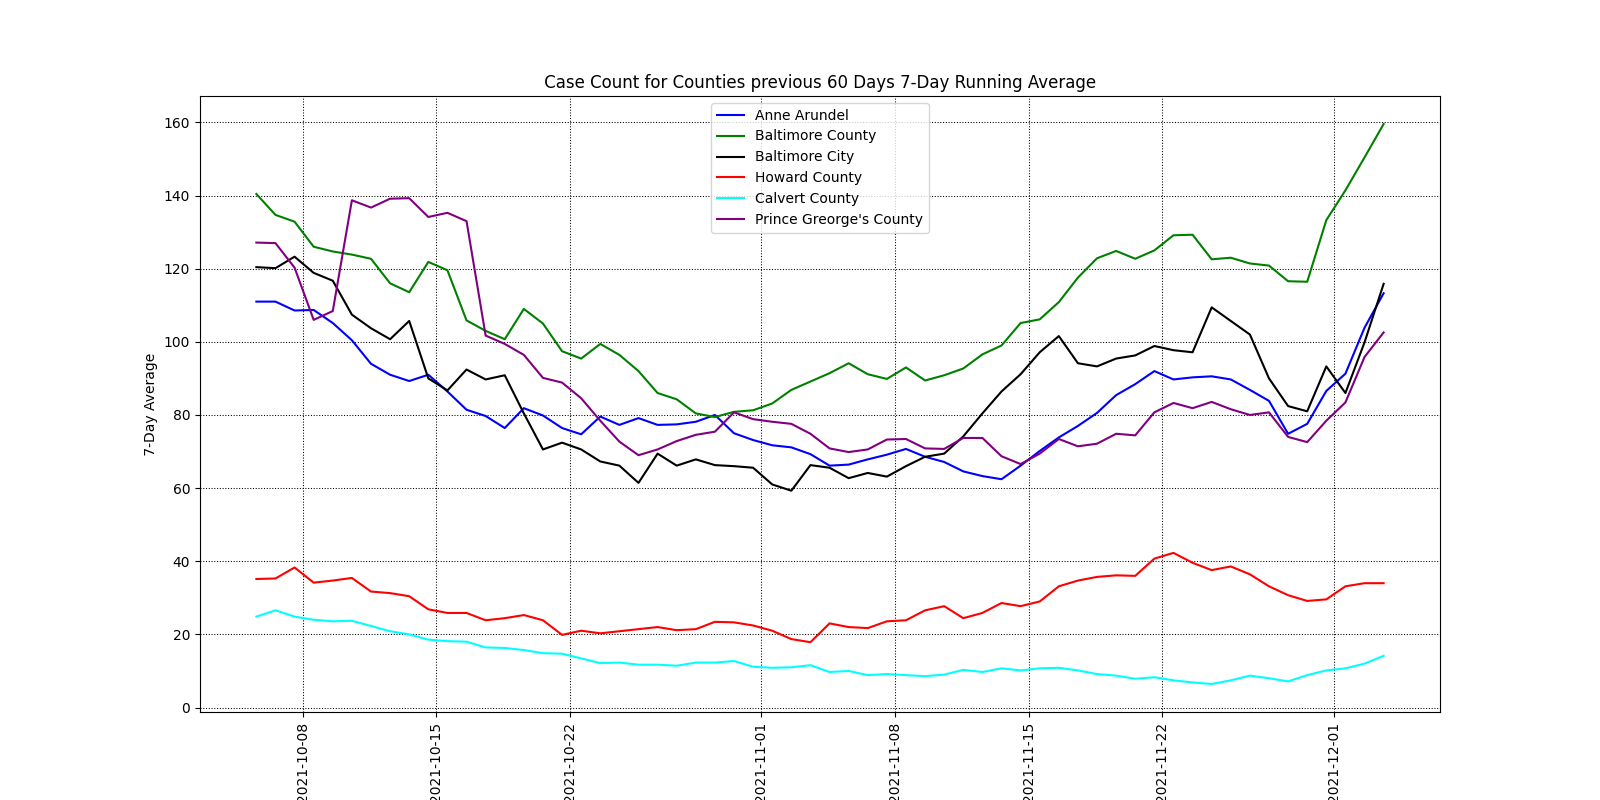 Case Count for Counties previous 60 Days 7-Day Running Average
Anne Arundel
Baltimore County
Baltimore City
Howard County
Calvert County
Prince Greorge's County
7-Day Average
160
140
120
100
80
60
40
20
0
2021-10-08
2021-10-15
2021-10-22
2021-11-01
2021-11-08
2021-11-15
2021-11-22
2021-12-01